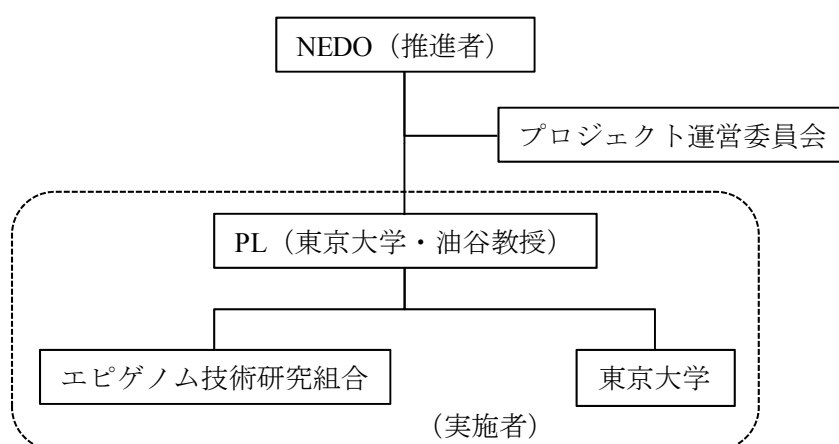 NEDO（推進者）
プロジェクト運営委員会
PL（東京大学・油谷教授）
エピゲノム技術研究組合
東京大学
（実施者）